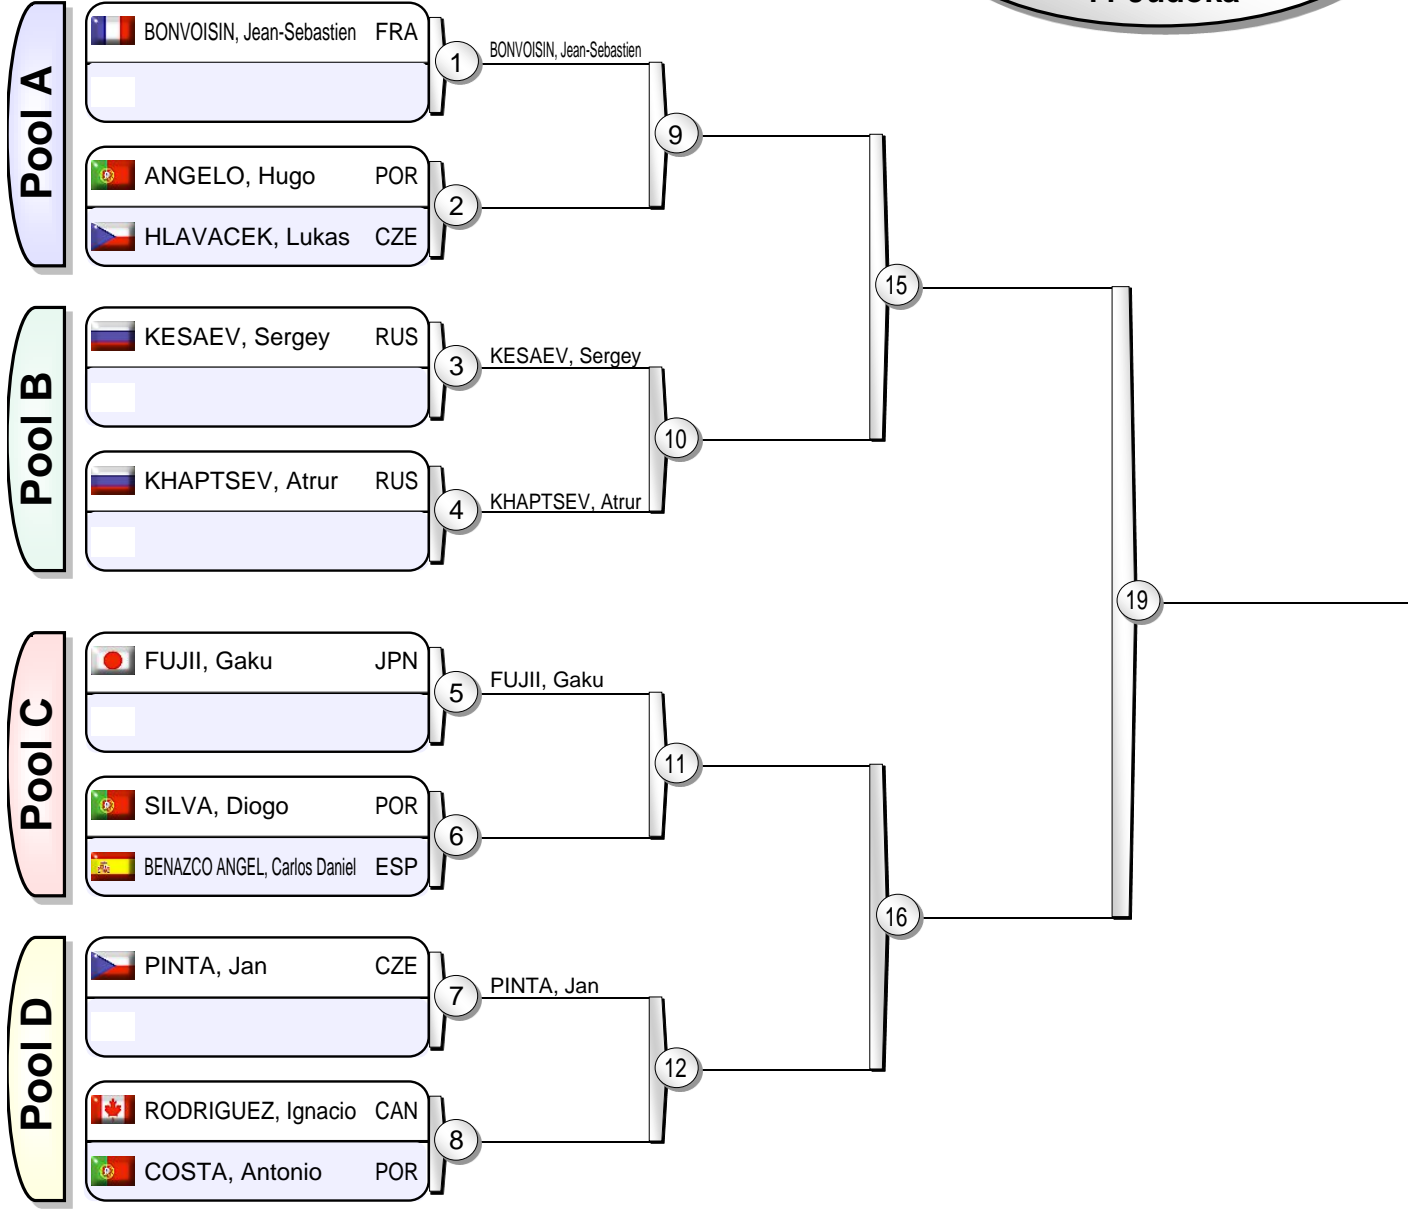 Judoka
Pool A
BONVOISIN, Jean-Sebastien FRA
1
BONVOISIN, Jean-Sebastien
ANGELO, Hugo POR
HLAVACEK, Lukas CZE
2
9
Pool B
KESAEV, Sergey RUS
3
KESAEV, Sergey
KHAPTSEV, Atrur RUS
4
KHAPTSEV, Atrur
10
15
Pool C
FUJII, Gaku JPN
5
FUJII, Gaku
SILVA, Diogo POR
BENAZCO ANGEL, Carlos Daniel ESP
6
11
Pool D
PINTA, Jan CZE
7
PINTA, Jan
RODRIGUEZ, Ignacio CAN
COSTA, Antonio POR
8
12
16
19